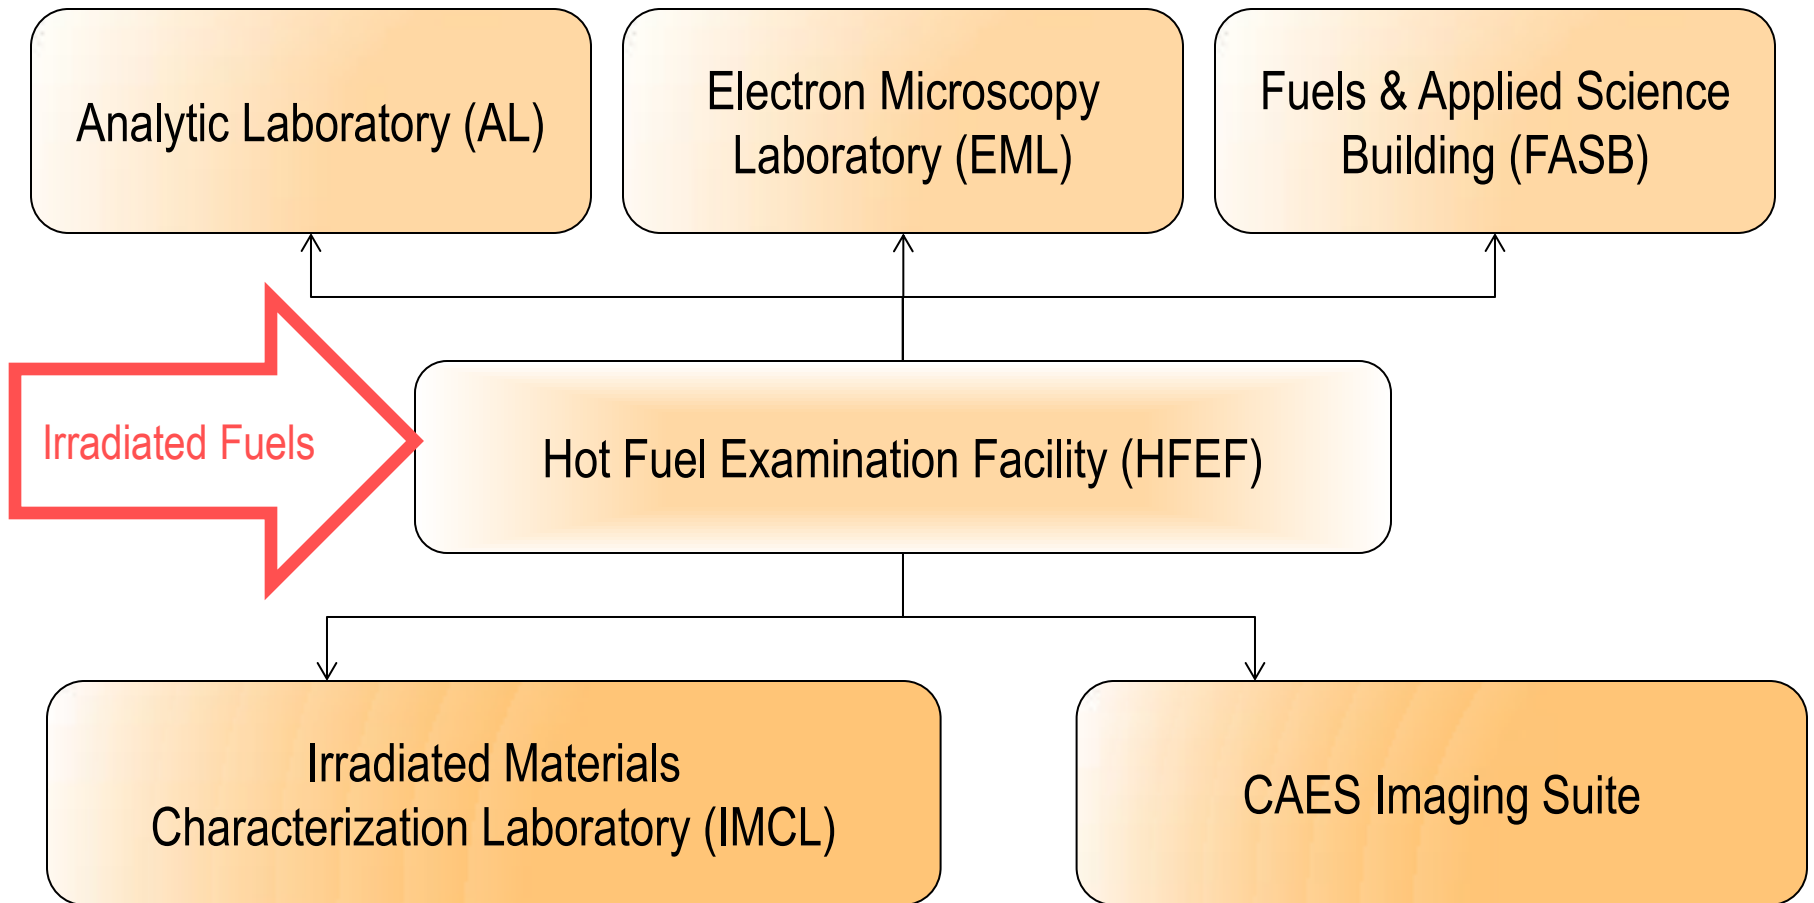 Analytic Laboratory (AL)
Electron Microscopy
Laboratory (EML)
Fuels & Applied Science
Building (FASB)
Irradiated Fuels
Hot Fuel Examination Facility (HFEF)
Irradiated Materials
Characterization Laboratory (IMCL)
CAES Imaging Suite